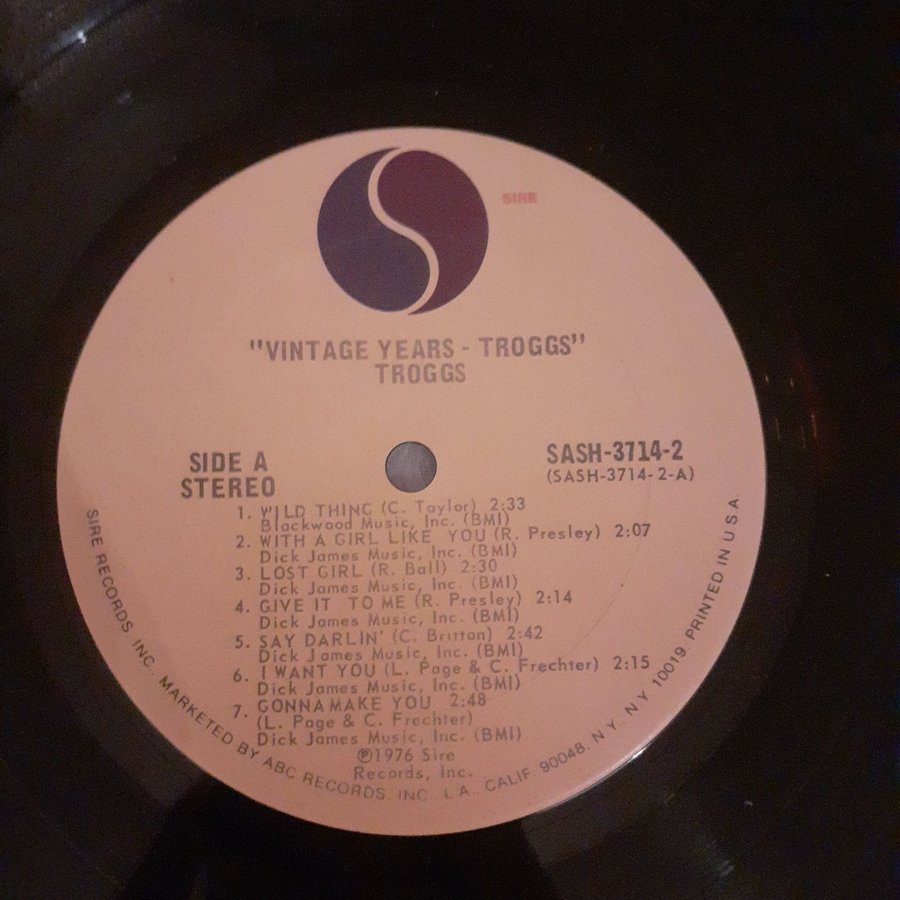 SIRE
"VINTAGE YEARS - TROGGS"
TROGGS
SIDE A
STEREO
SASH-3714-2
(SASH-3714-2-A)
1. WILD THING (C. Taylor) 2:33
Blackwood Music, Inc. (BMI)
2. WITH A GIRL LIKE YOU (R. Presley) 2:07
Dick James Music, Inc. (BMI)
3. LOST GIRL (R. Ball) 2:30
Dick James Music, Inc. (BMI)
4. GIVE IT TO ME (R. Presley) 2:14
Dick James Music, Inc. (BMI)
5. SAY DARLIN' (C. Britton) 2:42
Dick James Music, Inc. (BMI)
6. I WANT YOU (L. Page & C. Frechter) 2:15
Dick James Music, Inc. (BMI)
7. GONNA MAKE YOU 2:48
(L. Page & C. Frechter)
Dick James Music, Inc. (BMI)
℗1976 Sire
Records, Inc.
SIRE RECORDS, INC. MARKETED BY ABC RECORDS, INC. L.A., CALIF. 90048. N.Y. N.Y. 10019. PRINTED IN U.S.A.